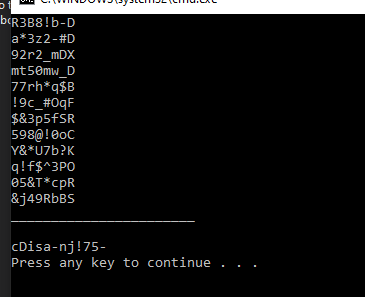 C:\WINDOWS\system32\cmd.exe
R3B8!b-D
a*3z2-#D
92r2_mDX
mt50mw_D
77rh*q$B
!9c_#OqF
$&3p5fSR
598@!0oC
Y&*U7b?K
q!f$^3PO
05&T*cpR
&j49RbBS
_______________________
cDisa-nj!75-
Press any key to continue . . .